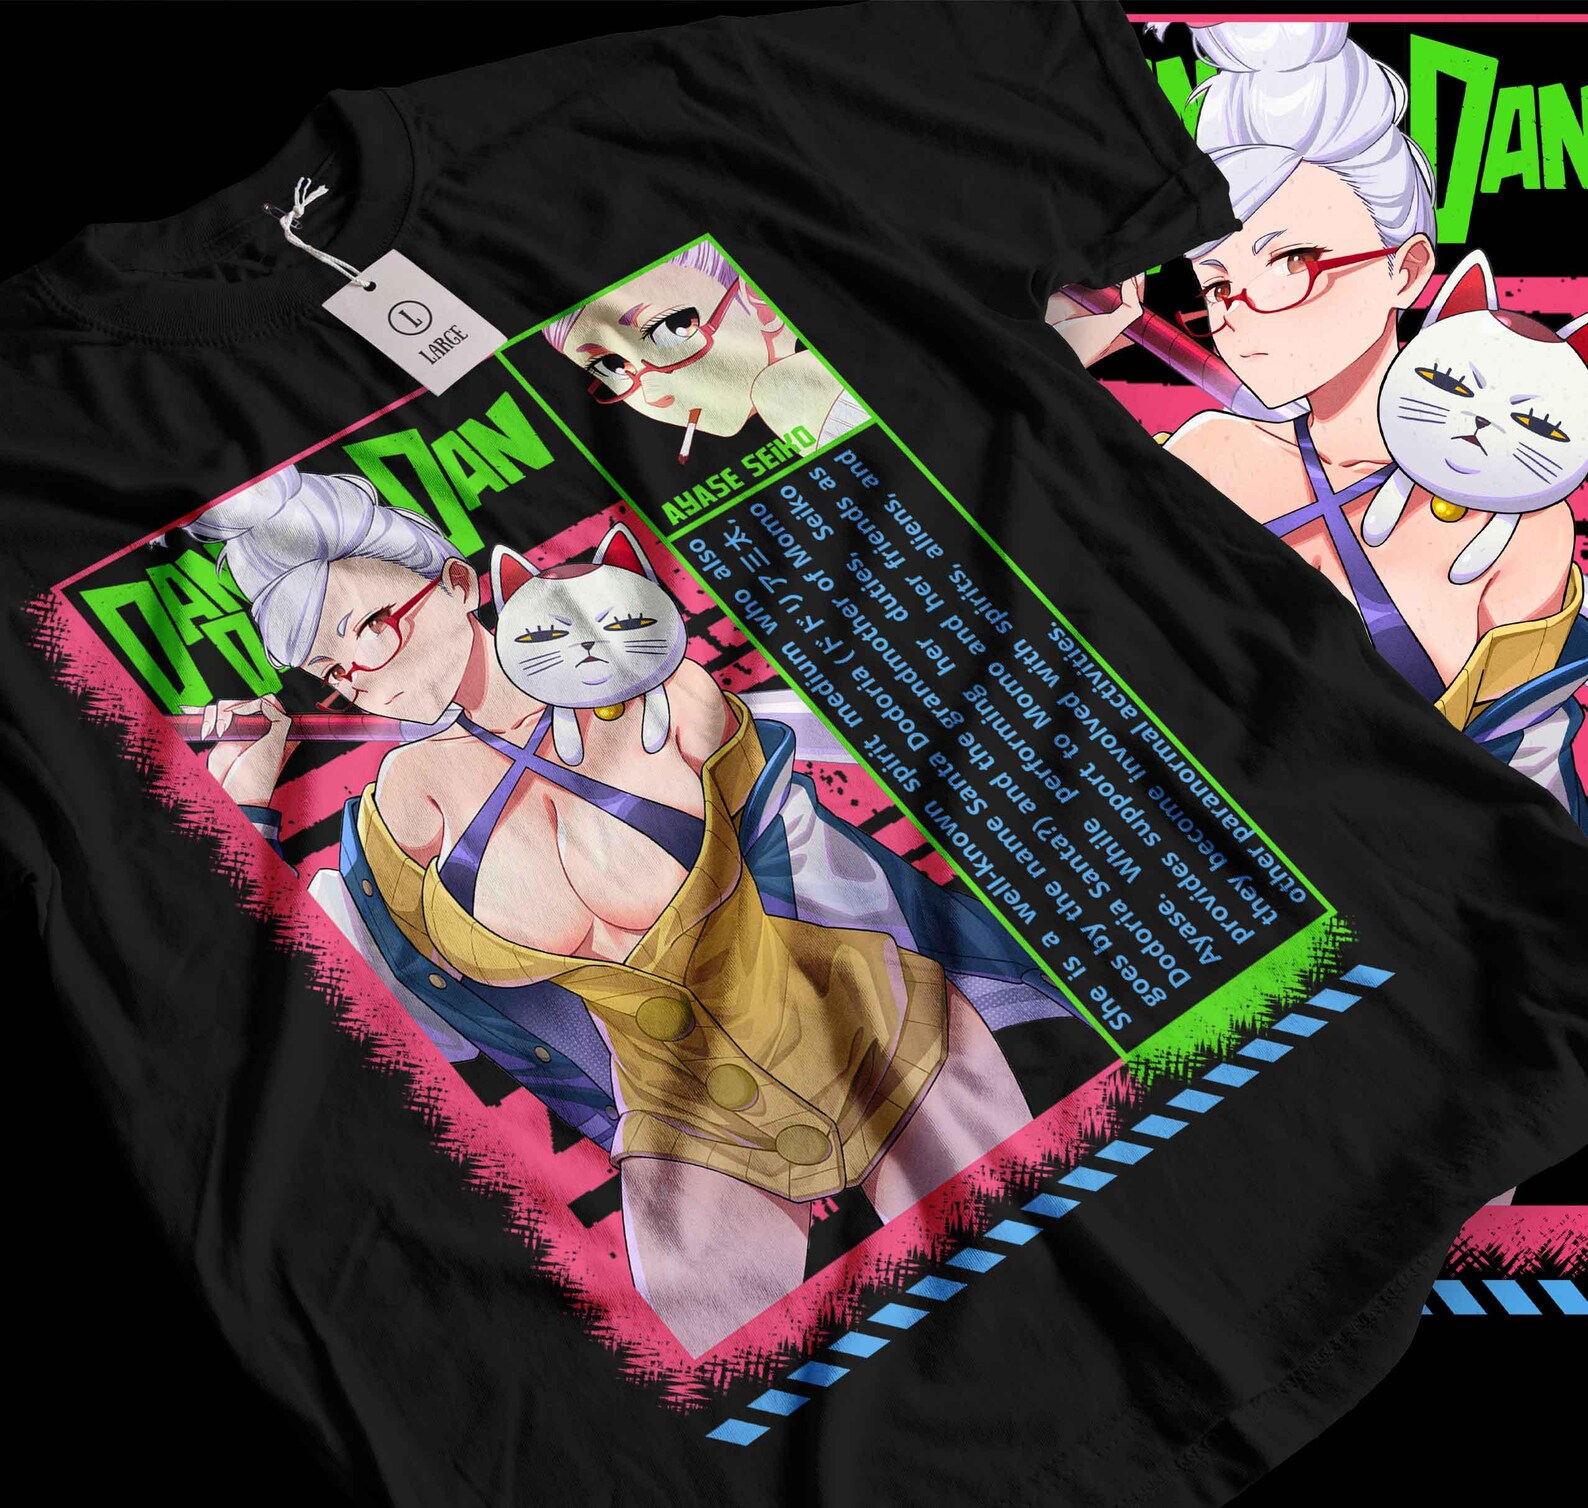 L
LARGE
DAN
DAN
AYASE SEiKO
She is a well-known spirit medium who also
goes by the name Santa Dodoria (ドドリア三太,
Dodoria Santa?) and the grandmother of Momo
Ayase. While performing her duties, Seiko
provides support to Momo and her friends as
they become involved with spirits, aliens, and
other paranormal activities.
DAN